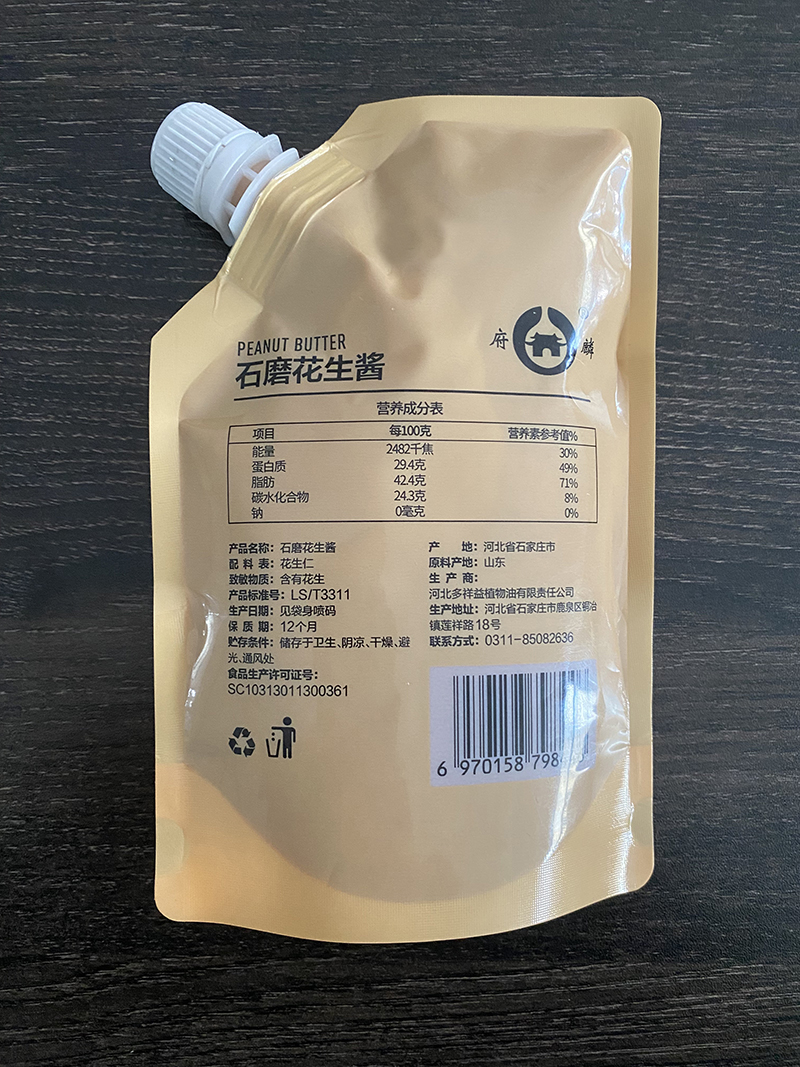 PEANUT BUTTER
石磨花生酱
府 麟
营养成分表
项目 每100克 营养素参考值%
能量 2482千焦 30%
蛋白质 29.4克 49%
脂肪 42.4克 71%
碳水化合物 24.3克 8%
钠 0毫克 0%
产品名称：石磨花生酱
配 料 表：花生仁
致敏物质：含有花生
产品标准号：LS/T3311
生产日期：见袋身喷码
保 质 期：12个月
贮存条件：储存于卫生、阴凉、干燥、避
光、通风处
食品生产许可证号：
SC10313011300361
产 地：河北省石家庄市
原料产地：山东
生 产 商：
河北多祥益植物油有限责任公司
生产地址：河北省石家庄市鹿泉区铜冶
镇莲祥路18号
联系方式：0311-85082636
6 970158 798